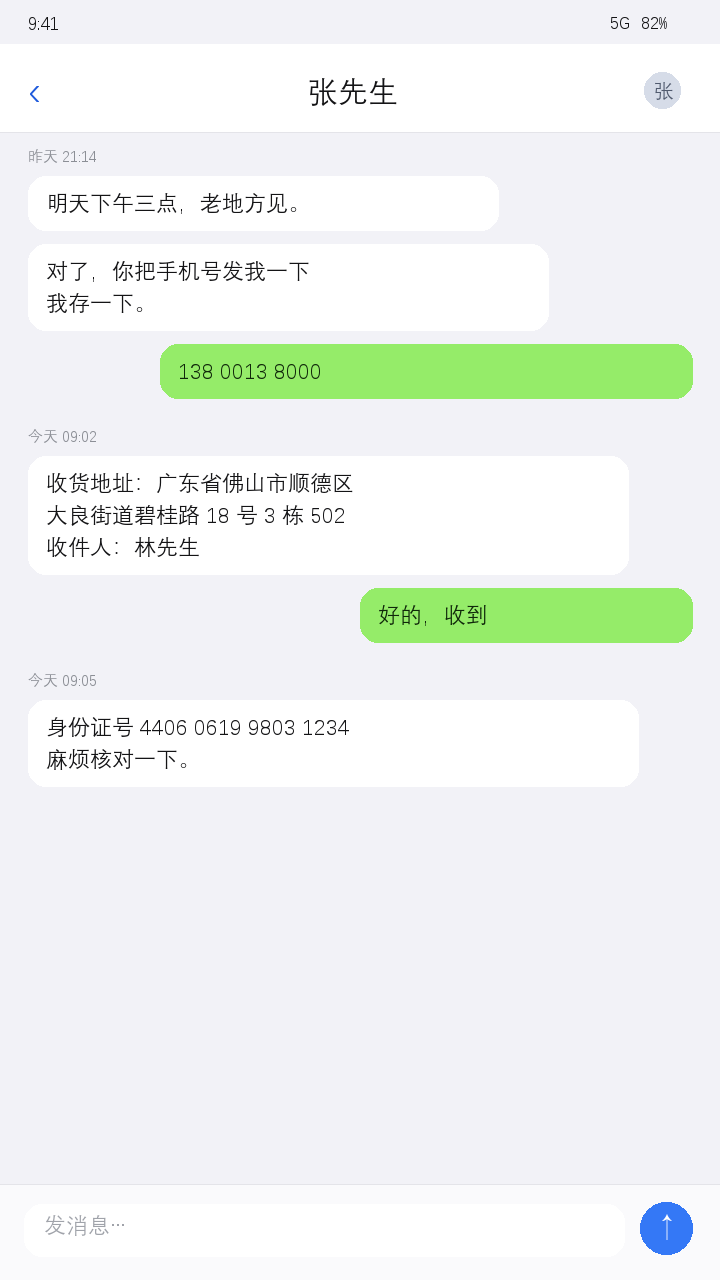 9:41
5G 82%
‹
张先生
张
昨天 21:14
明天下午三点，老地方见。
对了，你把手机号发我一下
我存一下。
138 0013 8000
今天 09:02
收货地址：广东省佛山市顺德区
大良街道碧桂路 18 号 3 栋 502
收件人：林先生
好的，收到
今天 09:05
身份证号 4406 0619 9803 1234
麻烦核对一下。
发消息…
↑